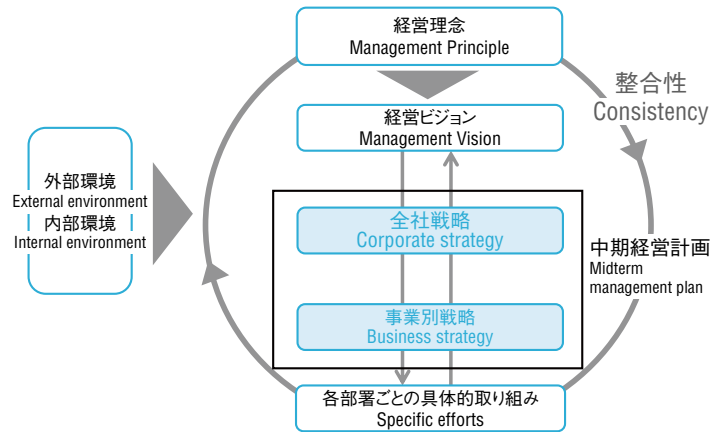 経営理念
Management Principle
整合性
Consistency
経営ビジョン
Management Vision
外部環境
External environment
内部環境
Internal environment
全社戦略
Corporate strategy
中期経営計画
Midterm
management plan
事業別戦略
Business strategy
各部署ごとの具体的取り組み
Specific efforts